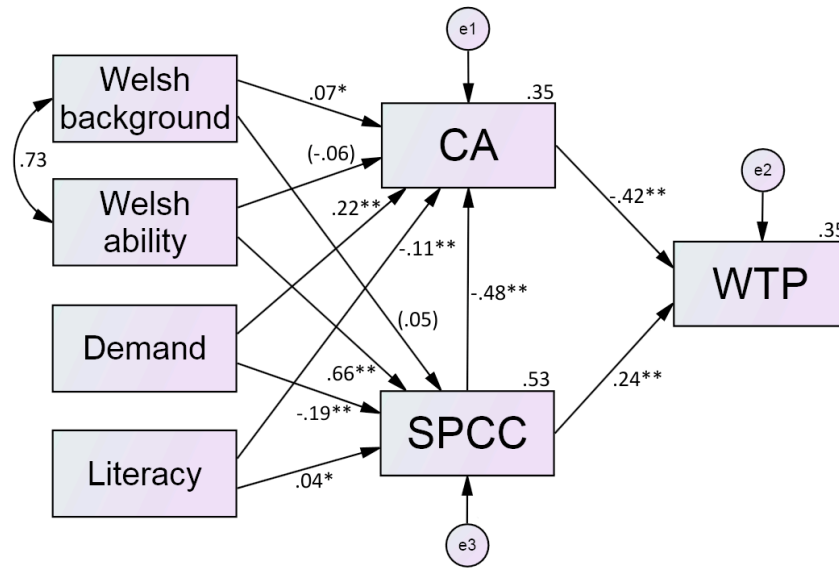 e1
Welsh
background
.07*
.35
CA
(-.06)
e2
.73
Welsh
ability
.22**
-.42**
-.11**
.35
WTP
-.48**
Demand
(.05)
.66**
.53
.24**
-.19**
SPCC
Literacy
.04*
e3